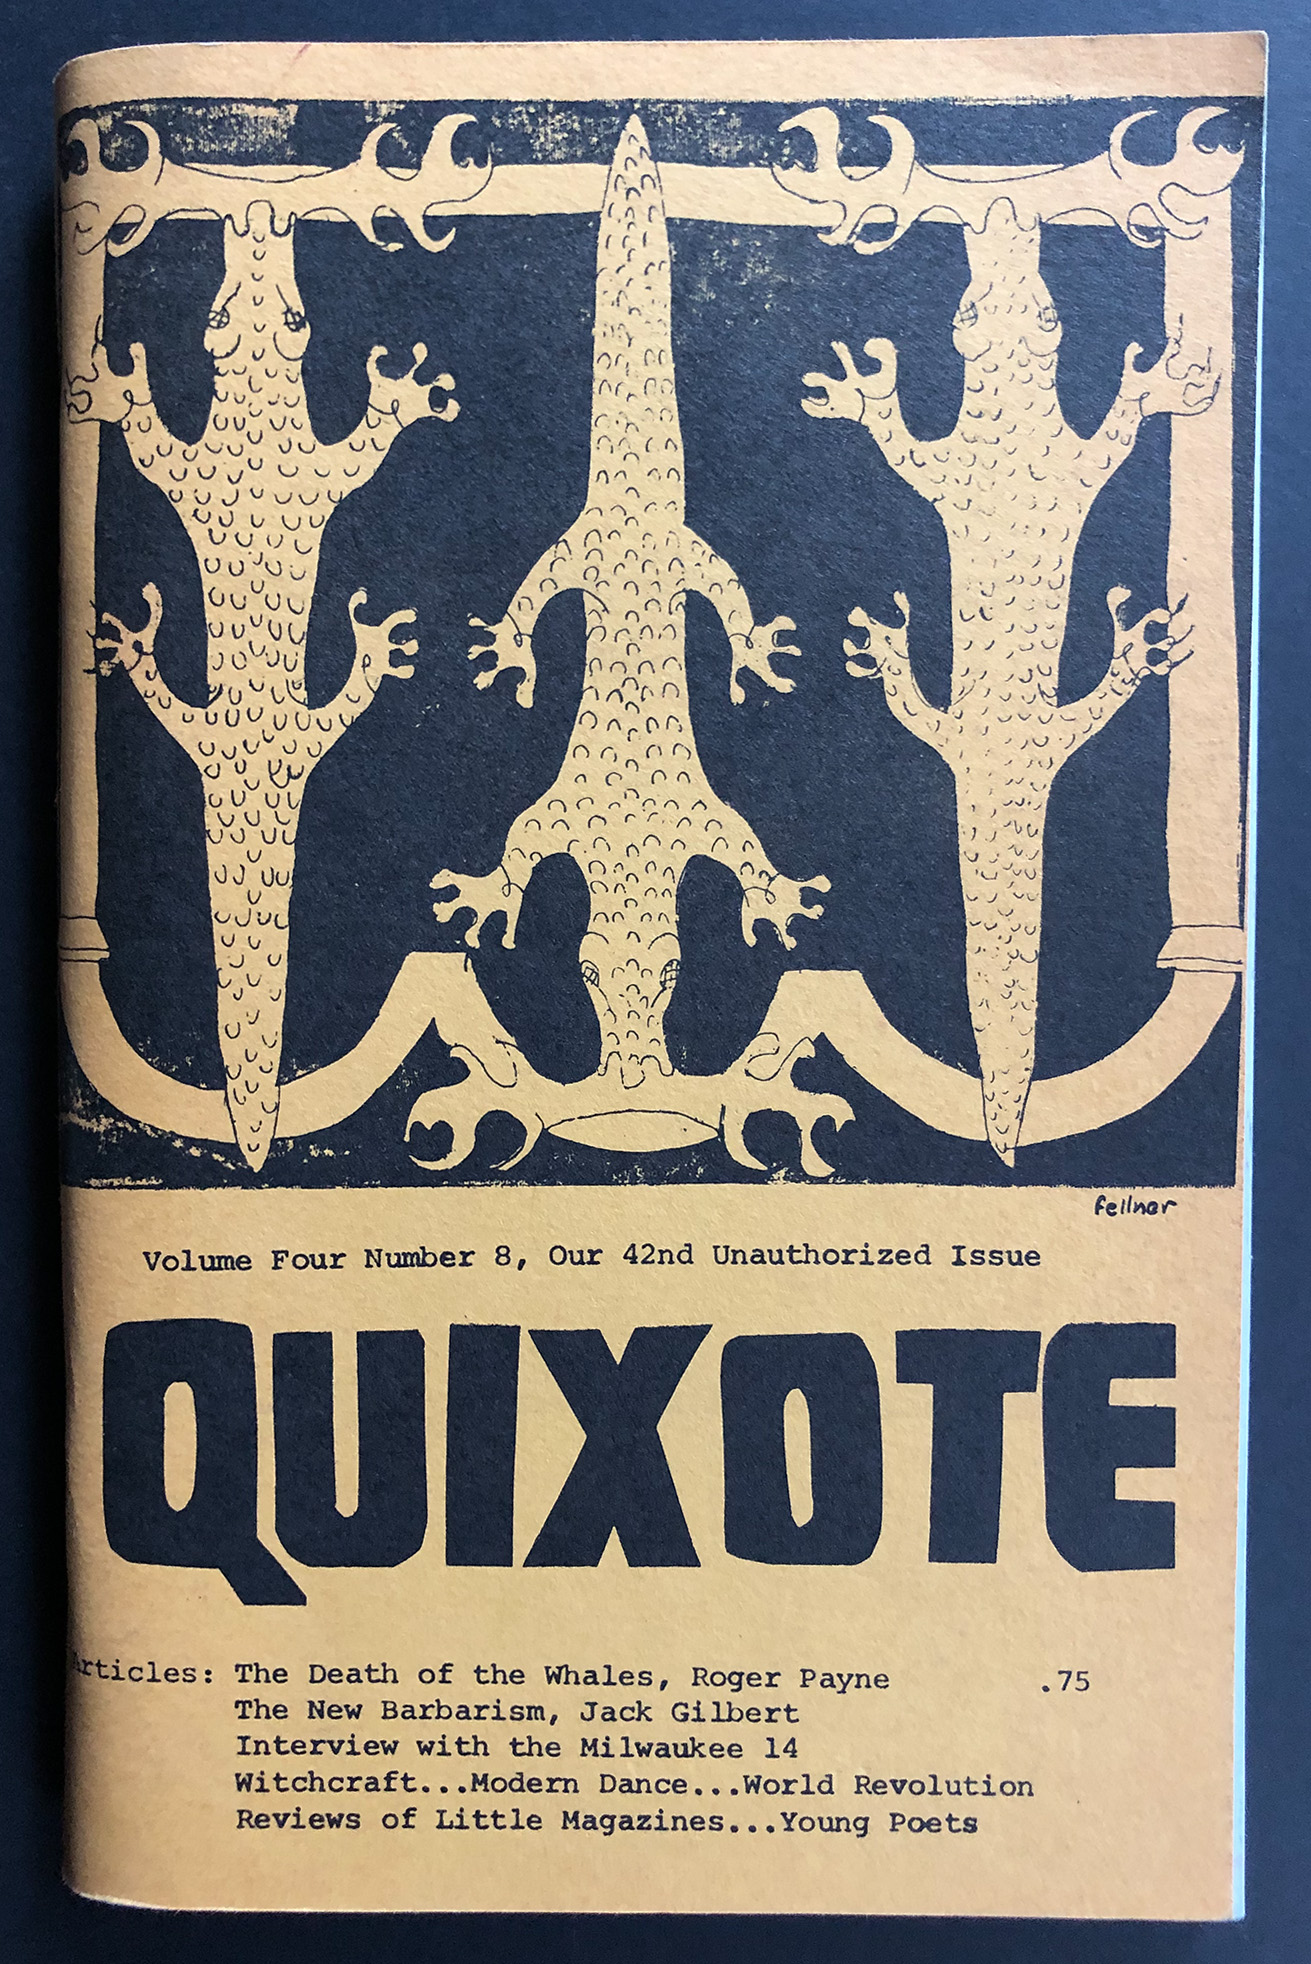 fellner
Volume Four Number 8, Our 42nd Unauthorized Issue
QUIXOTE
Articles: The Death of the Whales, Roger Payne .75
The New Barbarism, Jack Gilbert
Interview with the Milwaukee 14
Witchcraft...Modern Dance...World Revolution
Reviews of Little Magazines...Young Poets